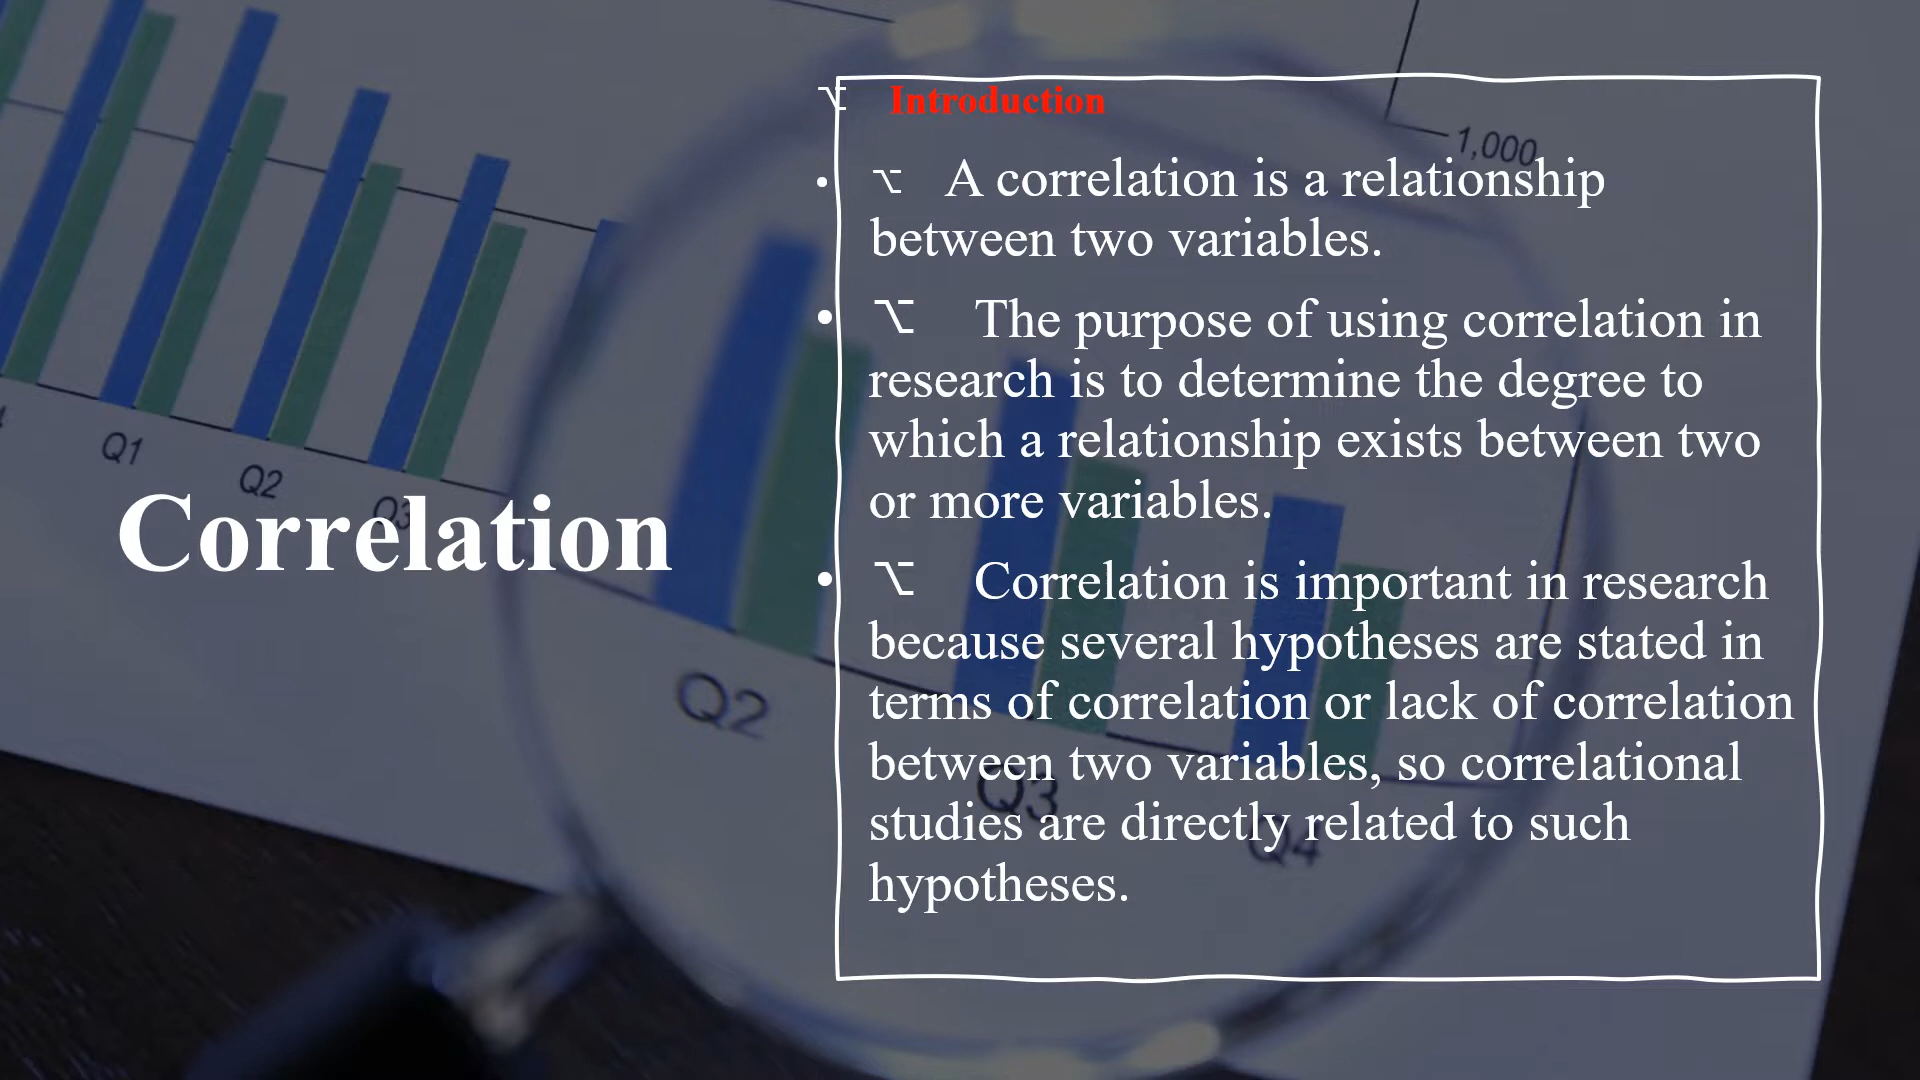 ⌥ Introduction
• ⌥ A correlation is a relationship
between two variables.
• ⌥ The purpose of using correlation in
research is to determine the degree to
which a relationship exists between two
or more variables.
• ⌥ Correlation is important in research
because several hypotheses are stated in
terms of correlation or lack of correlation
between two variables, so correlational
studies are directly related to such
hypotheses.
Correlation
1,000
Q1
Q2
Q3
Q2
Q3
Q4